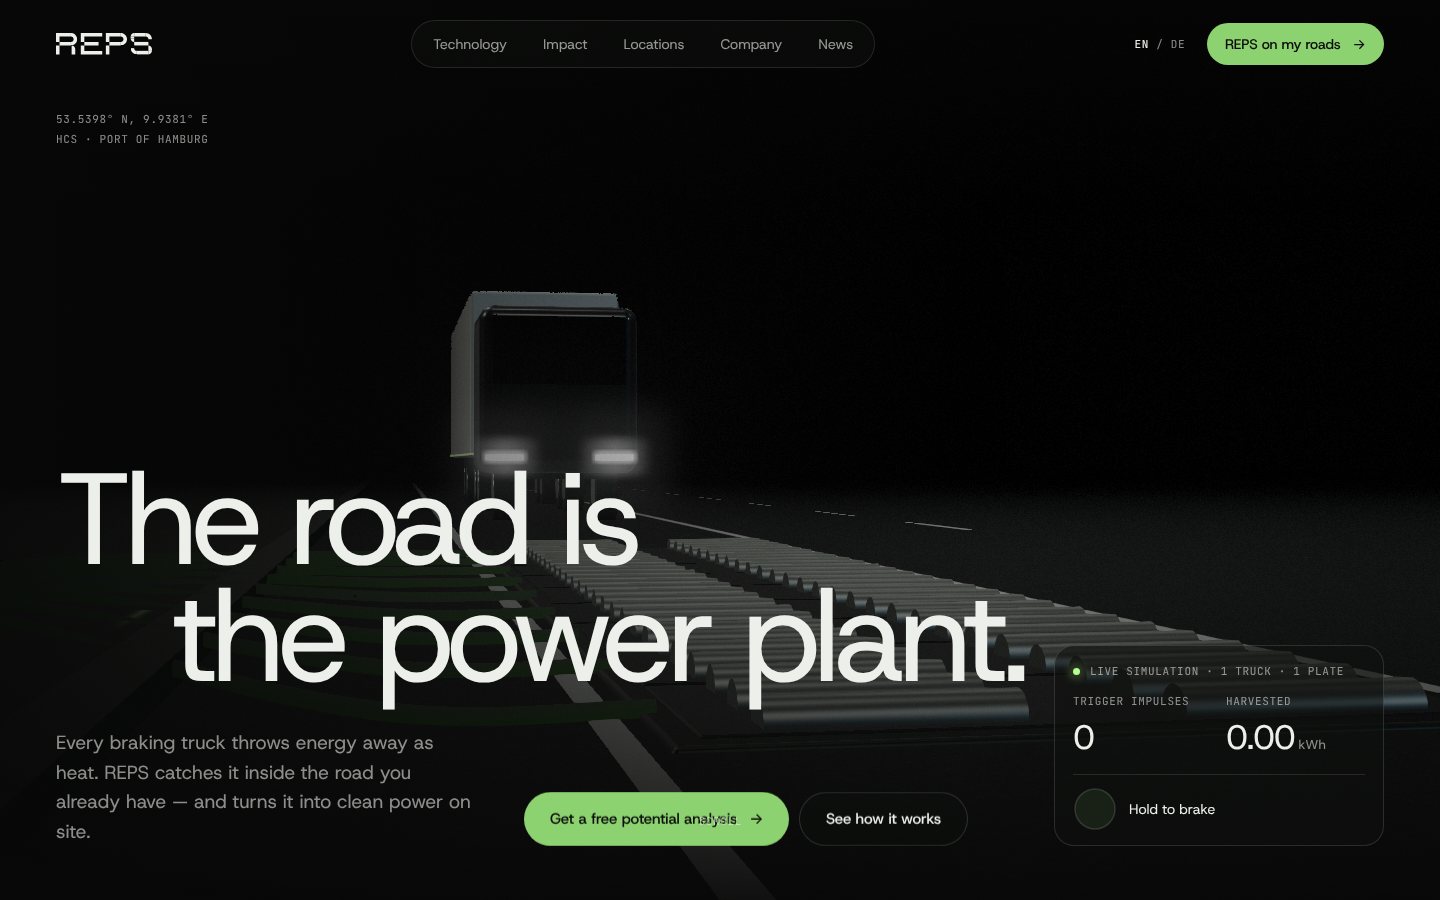 REPS
Technology
Impact
Locations
Company
News
EN / DE
REPS on my roads →
53.5398° N, 9.9381° E
HCS · PORT OF HAMBURG
The road is
the power plant.
Every braking truck throws energy away as
heat. REPS catches it inside the road you
already have — and turns it into clean power on
site.
Get a free potential analysis →
See how it works
LIVE SIMULATION · 1 TRUCK · 1 PLATE
TRIGGER IMPULSES
HARVESTED
0
0.00 kWh
Hold to brake